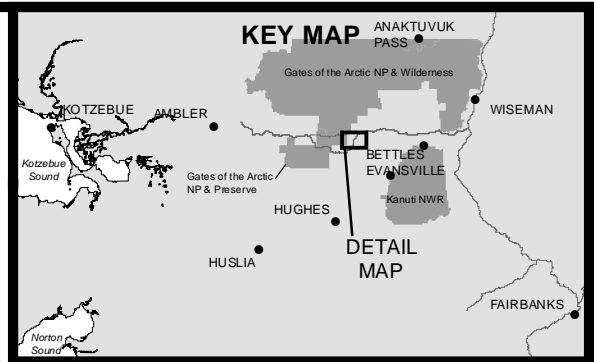 KEY MAP
ANAKTUVUK
PASS
Gates of the Arctic NP & Wilderness
KOTZEBUE
AMBLER
WISEMAN
Kotzebue
Sound
BETTLES
EVANSVILLE
Gates of the Arctic
NP & Preserve
Kanuti NWR
HUGHES
DETAIL
MAP
HUSLIA
FAIRBANKS
Norton
Sound